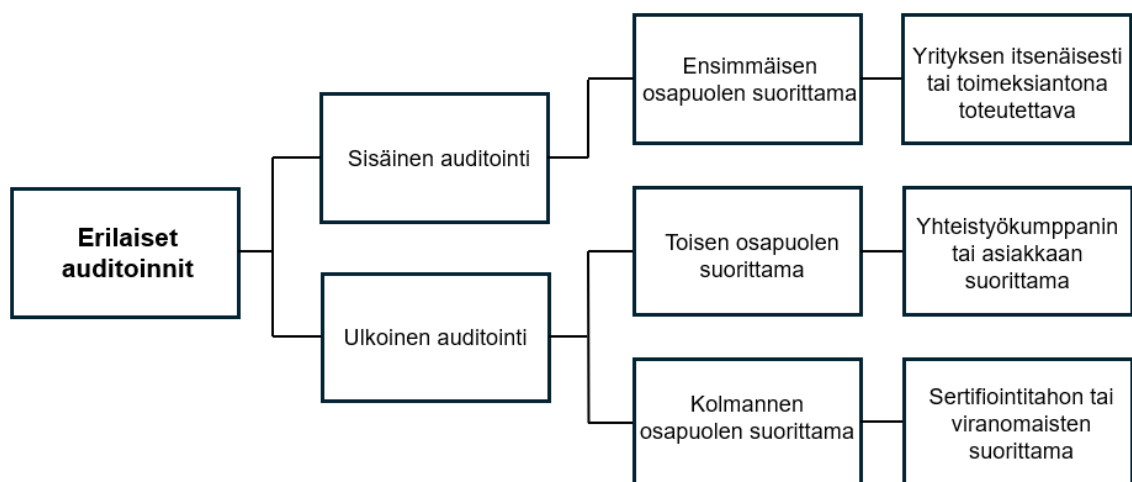 Erilaiset
auditoinnit
Sisäinen auditointi
Ensimmäisen
osapuolen suorittama
Yrityksen itsenäisesti
tai toimeksiantona
toteutettava
Ulkoinen auditointi
Toisen osapuolen
suorittama
Yhteistyökumppanin
tai asiakkaan
suorittama
Kolmannen
osapuolen suorittama
Sertifiointitahon tai
viranomaisten
suorittama